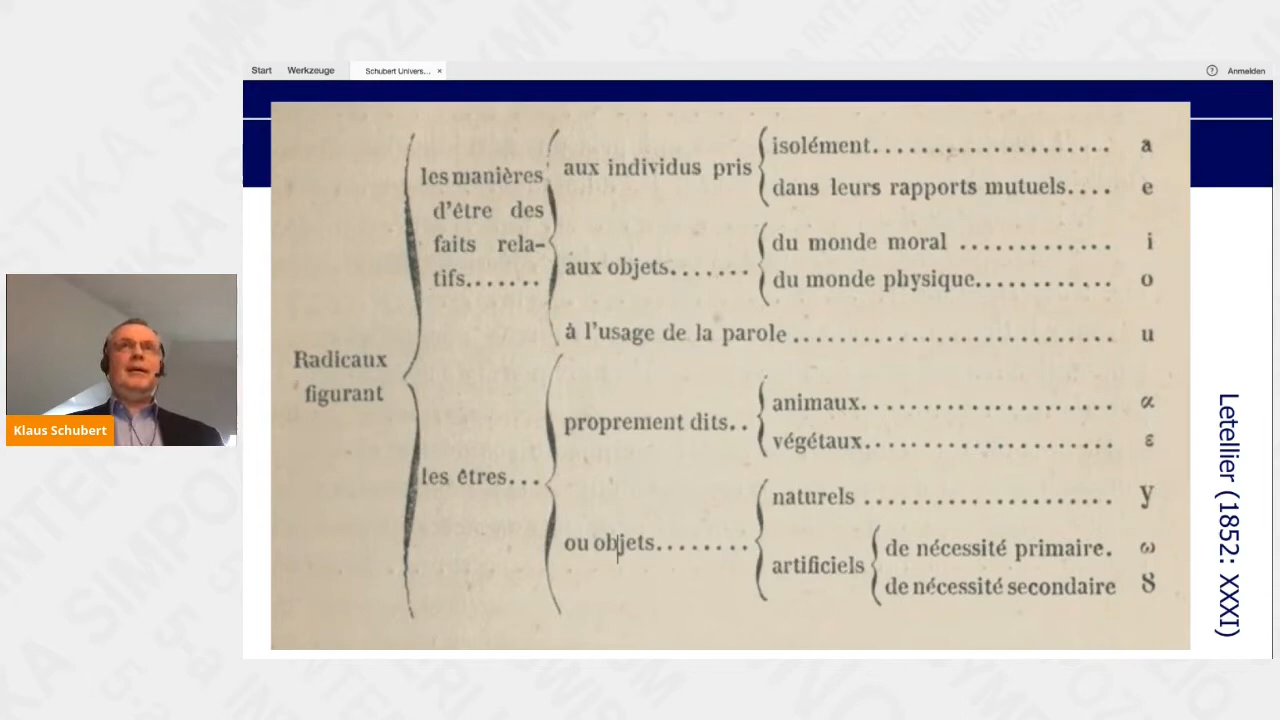 Start Werkzeuge Schubert Univers... × ? Anmelden
isolément.................... a
aux individus pris
les manières
dans leurs rapports mutuels.... e
d'être des
du monde moral ............. i
faits rela-
aux objets.......
tifs.......
du monde physique............ o
à l'usage de la parole............................ u
Radicaux
figurant
animaux..................... α
proprement dits..
végétaux..................... ε
les êtres...
naturels ..................... y
ou objets........
de nécessité primaire. ω
artificiels
de nécessité secondaire 8
Letellier (1852: XXXI)
Klaus Schubert